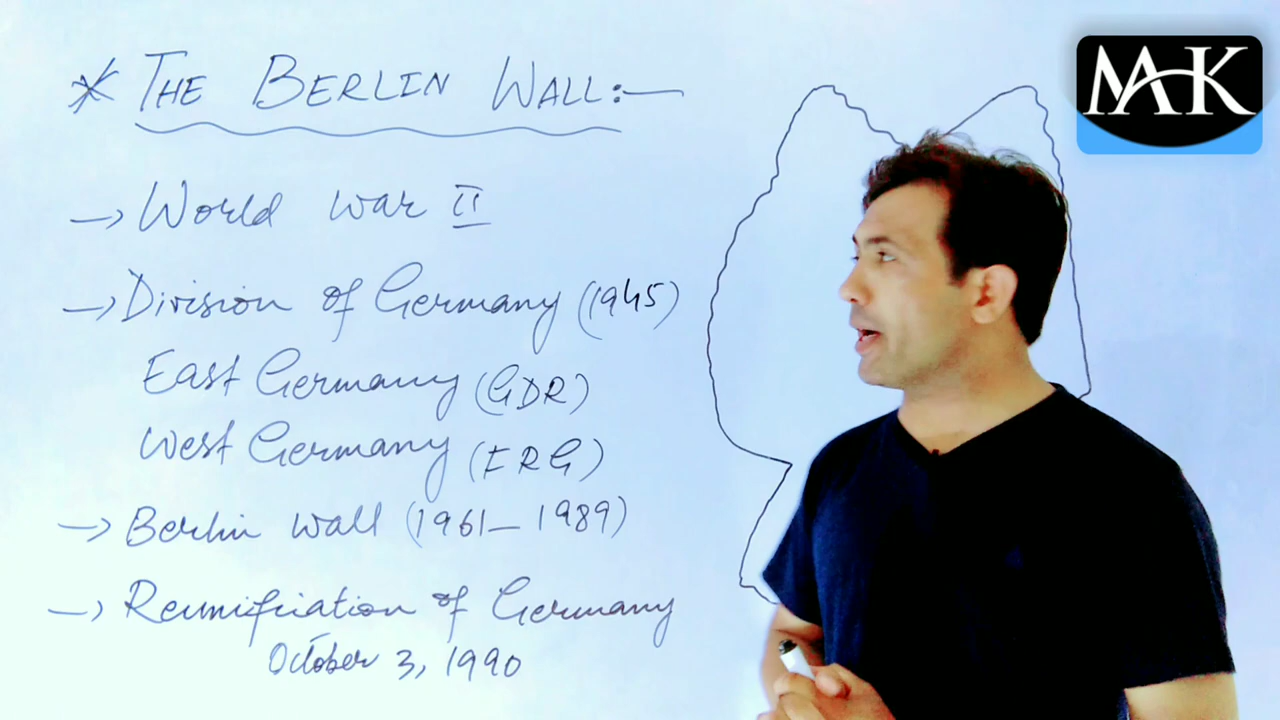 * THE BERLIN WALL:—
→ World war II
→ Division of Germany (1945)
East Germany (GDR)
West Germany (FRG)
→ Berlin wall (1961–1989)
→ Reunification of Germany
October 3, 1990
MAK